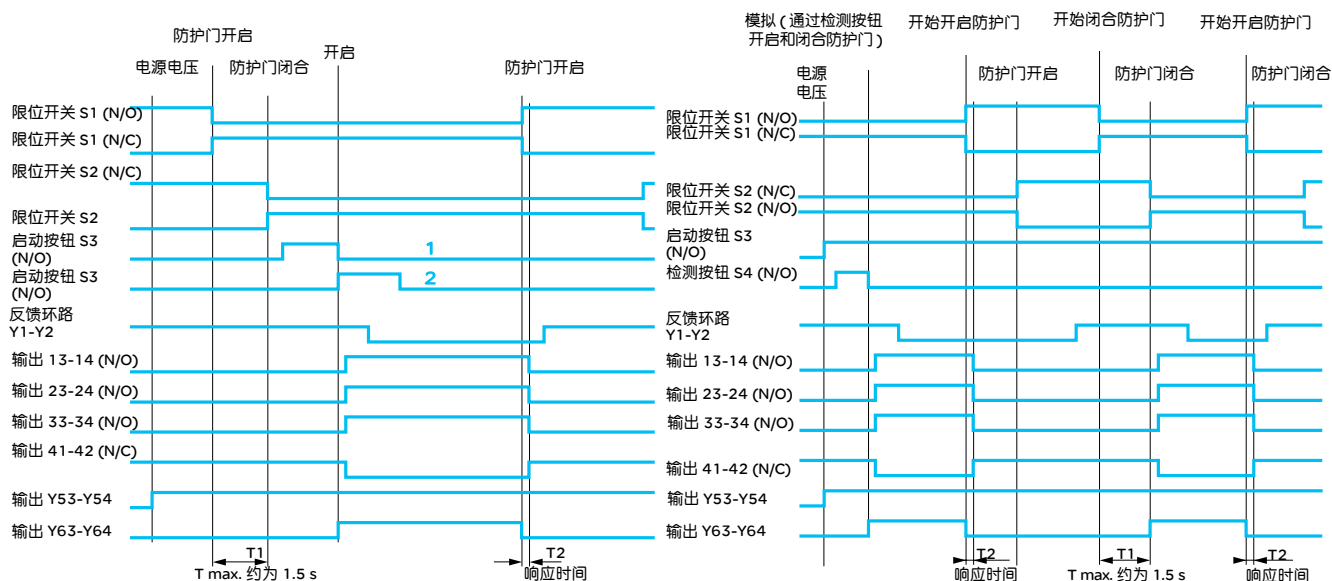 防护门开启
开启
电源电压
防护门闭合
防护门开启
限位开关 S1 (N/O)
限位开关 S1 (N/C)
限位开关 S2 (N/C)
限位开关 S2
启动按钮 S3
(N/O)
1
启动按钮 S3
(N/O)
2
反馈环路
Y1-Y2
输出 13-14 (N/O)
输出 23-24 (N/O)
输出 33-34 (N/O)
输出 41-42 (N/C)
输出 Y53-Y54
输出 Y63-Y64
T1
T2
T max. 约为 1.5 s
响应时间
模拟 ( 通过检测按钮
开启和闭合防护门 )
开始开启防护门
开始闭合防护门
开始开启防护门
电源
电压
防护门开启
防护门闭合
防护门闭合
限位开关 S1 (N/O)
限位开关 S1 (N/C)
限位开关 S2 (N/C)
限位开关 S2 (N/O)
启动按钮 S3
(N/O)
检测按钮 S4 (N/O)
反馈环路
Y1-Y2
输出 13-14 (N/O)
输出 23-24 (N/O)
输出 33-34 (N/O)
输出 41-42 (N/C)
输出 Y53-Y54
输出 Y63-Y64
T2
T1
T2
响应时间
T max. 约为 1.5 s
响应时间